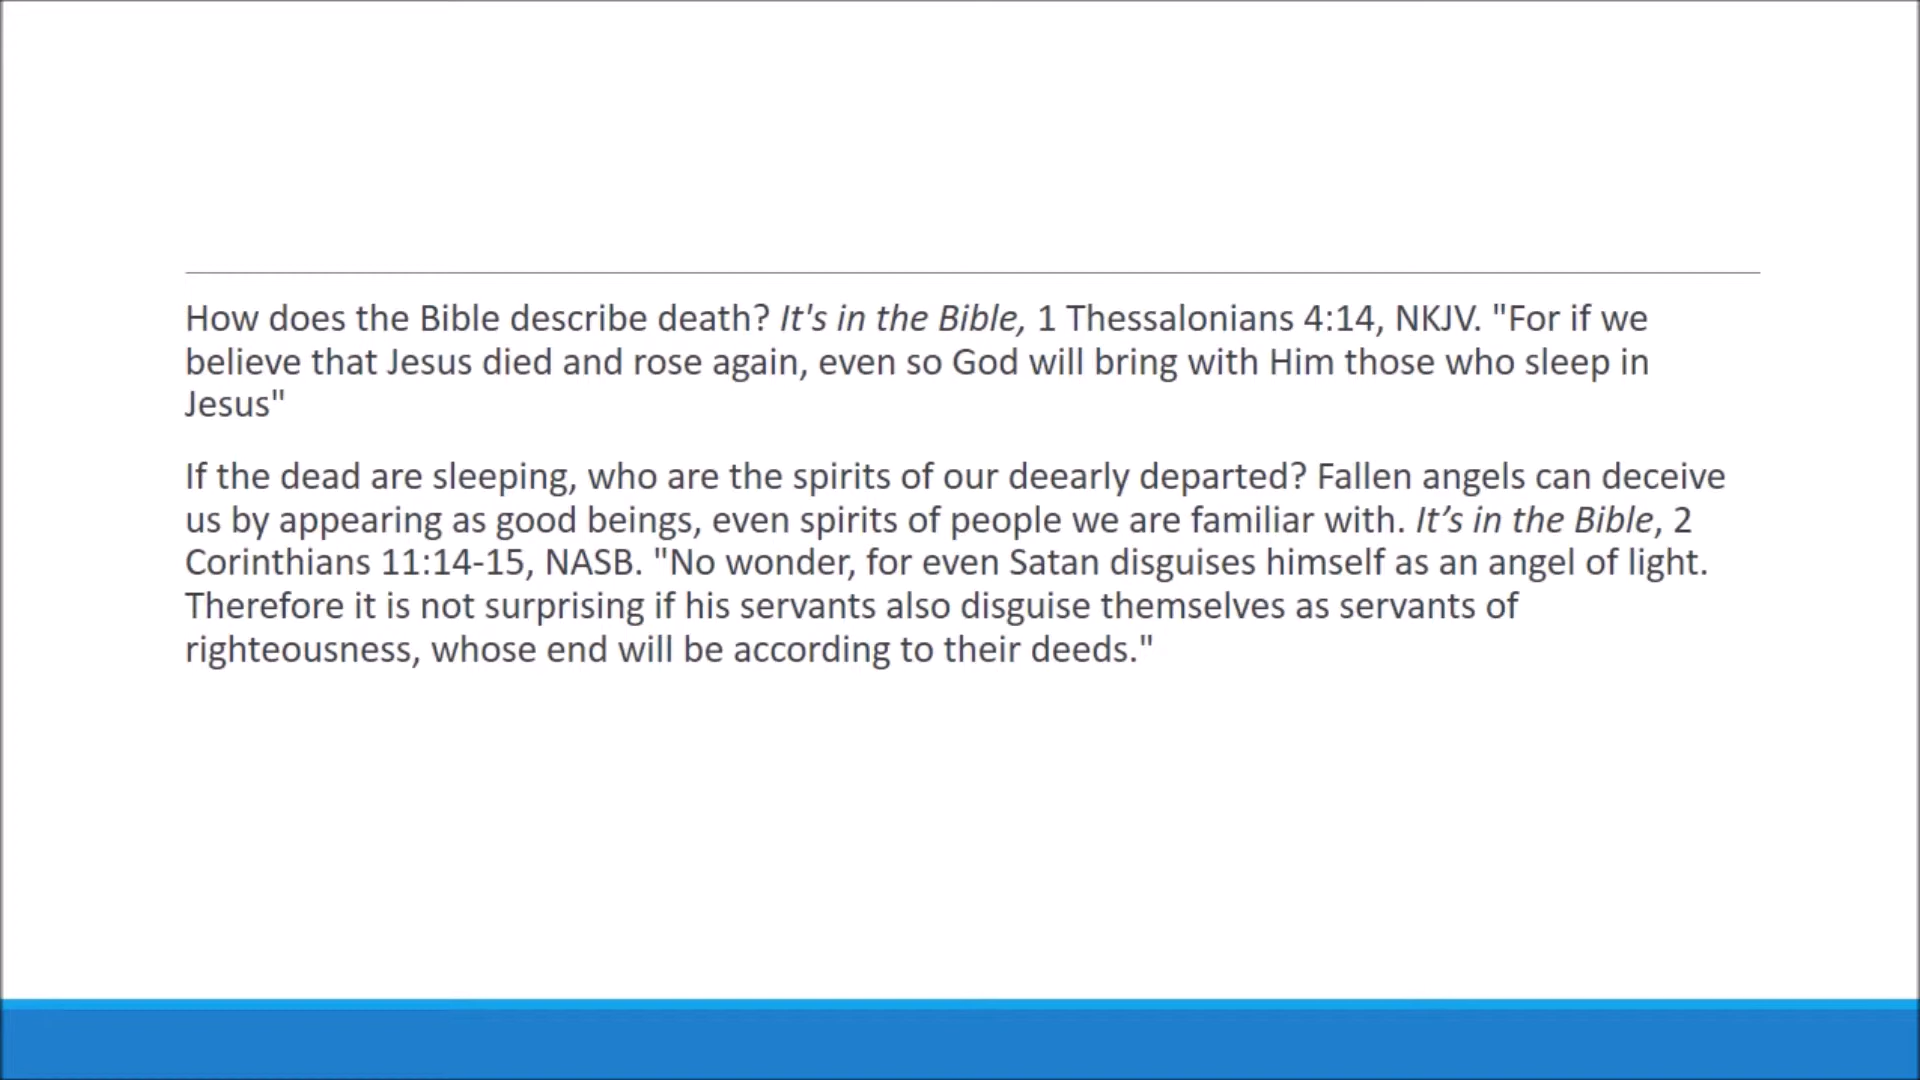 How does the Bible describe death? It's in the Bible, 1 Thessalonians 4:14, NKJV. "For if we
believe that Jesus died and rose again, even so God will bring with Him those who sleep in
Jesus"
If the dead are sleeping, who are the spirits of our deearly departed? Fallen angels can deceive
us by appearing as good beings, even spirits of people we are familiar with. It’s in the Bible, 2
Corinthians 11:14-15, NASB. "No wonder, for even Satan disguises himself as an angel of light.
Therefore it is not surprising if his servants also disguise themselves as servants of
righteousness, whose end will be according to their deeds."